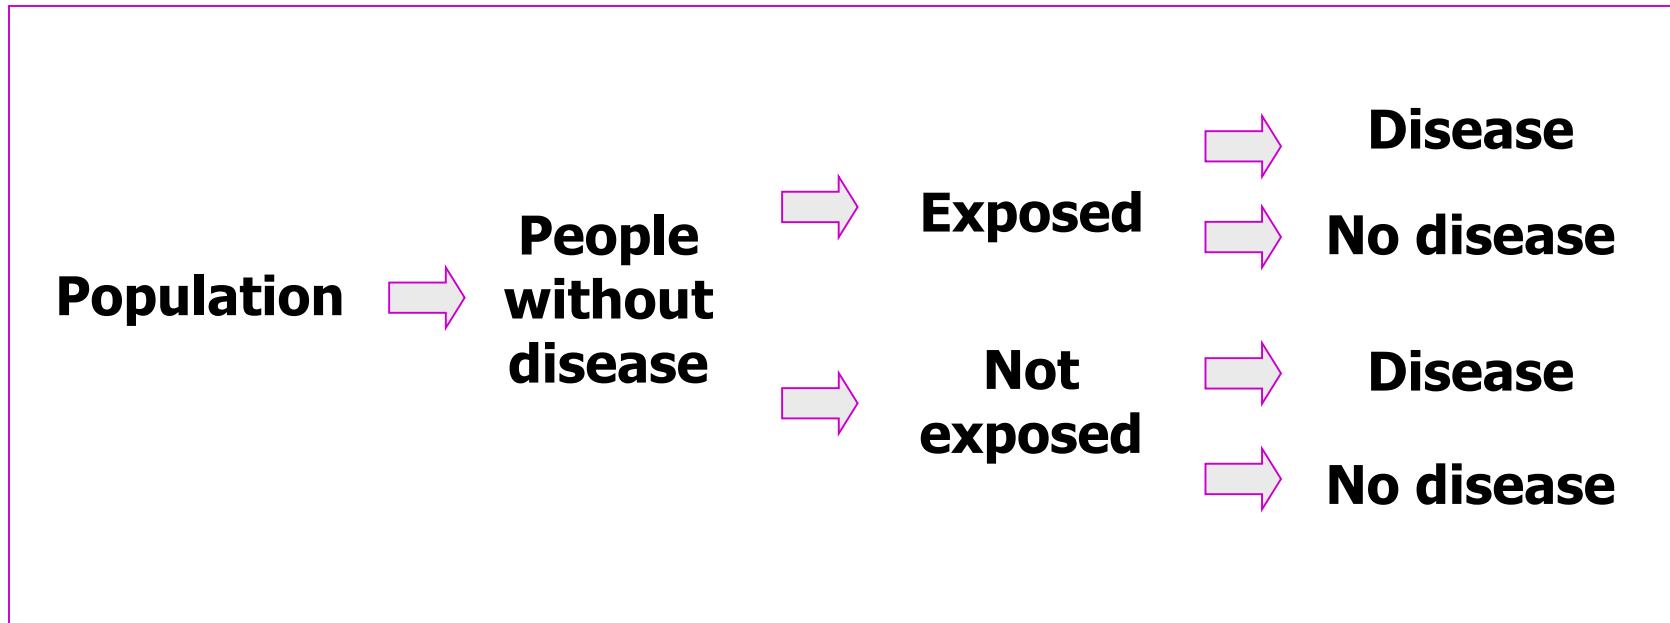 Population
People
without
disease
Exposed
Not
exposed
Disease
No disease
Disease
No disease